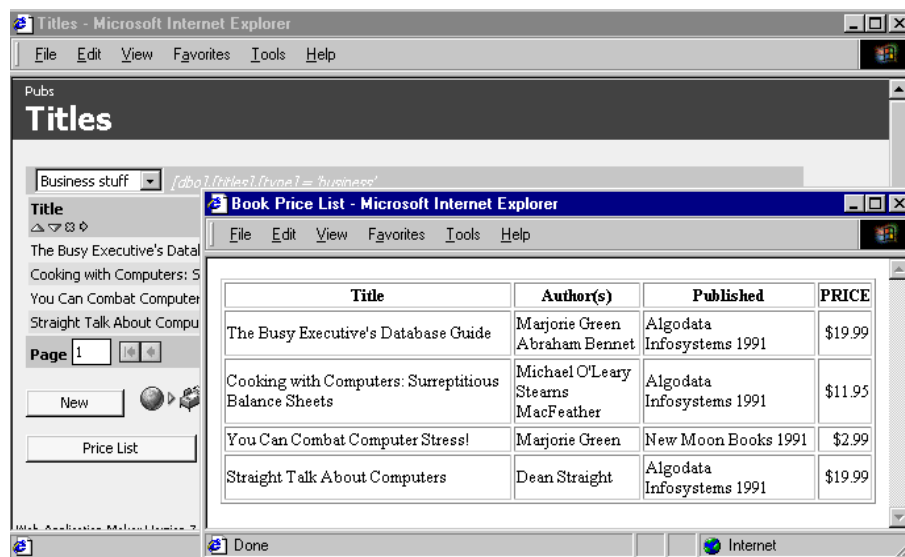 Titles - Microsoft Internet Explorer
File Edit View Favorites Tools Help
Pubs
Titles
Business stuff [dbo].[titles].[type] = 'business'
Title
The Busy Executive's Databa
Cooking with Computers: S
You Can Combat Computer
Straight Talk About Compu
Page 1
New
Price List
Book Price List - Microsoft Internet Explorer
File Edit View Favorites Tools Help
Title Author(s) Published PRICE
The Busy Executive's Database Guide
Marjorie Green
Abraham Bennet
Algodata
Infosystems 1991
$19.99
Cooking with Computers: Surreptitious
Balance Sheets
Michael O'Leary
Stearns
MacFeather
Algodata
Infosystems 1991
$11.95
You Can Combat Computer Stress! Marjorie Green New Moon Books 1991 $2.99
Straight Talk About Computers Dean Straight
Algodata
Infosystems 1991
$19.99
Done Internet